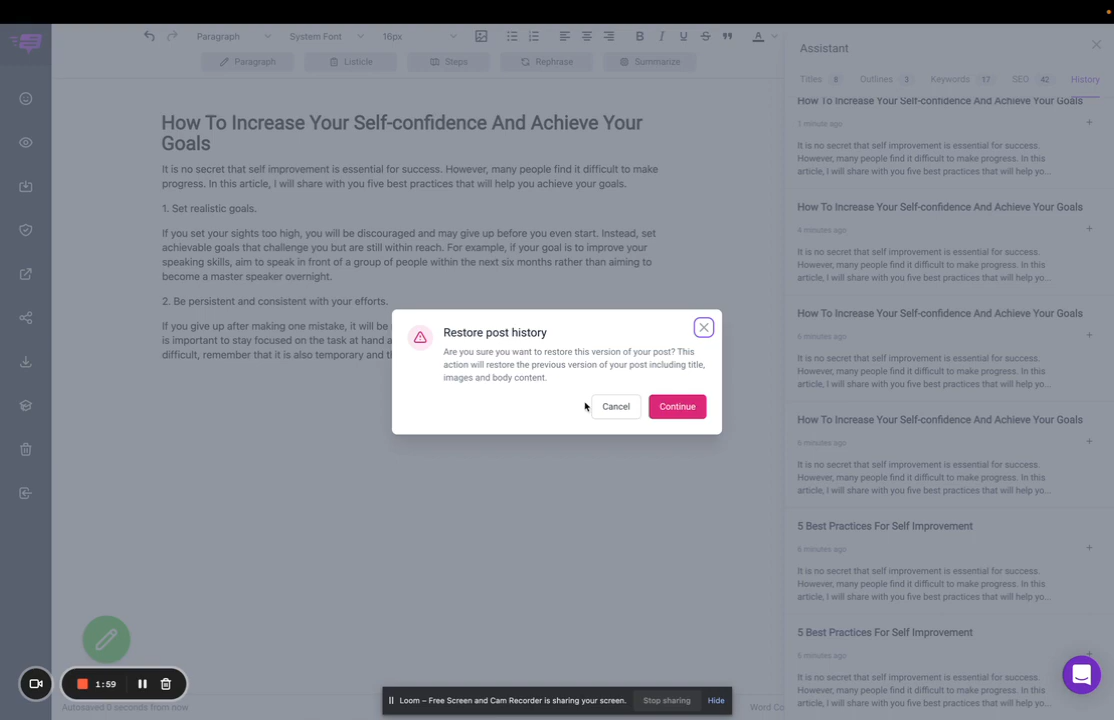 Paragraph
System Font
16px
B I U S
A
Paragraph
Listicle
Steps
Rephrase
Summarize
How To Increase Your Self-confidence And Achieve Your
Goals
It is no secret that self improvement is essential for success. However, many people find it difficult to make
progress. In this article, I will share with you five best practices that will help you achieve your goals.
1. Set realistic goals.
If you set your sights too high, you will be discouraged and may give up before you even start. Instead, set
achievable goals that challenge you but are still within reach. For example, if your goal is to improve your
speaking skills, aim to speak in front of a group of people within the next six months rather than aiming to
become a master speaker overnight.
2. Be persistent and consistent with your efforts.
If you give up after making one mistake, it will be
is important to stay focused on the task at hand a
difficult, remember that it is also temporary and th
Restore post history
Are you sure you want to restore this version of your post? This
action will restore the previous version of your post including title,
images and body content.
Cancel
Continue
Assistant
Titles 8
Outlines 3
Keywords 17
SEO 42
History
How To Increase Your Self-confidence And Achieve Your Goals
1 minute ago
It is no secret that self improvement is essential for success.
However, many people find it difficult to make progress. In this
article, I will share with you five best practices that will help yo...
How To Increase Your Self-confidence And Achieve Your Goals
4 minutes ago
It is no secret that self improvement is essential for success.
However, many people find it difficult to make progress. In this
article, I will share with you five best practices that will help yo...
How To Increase Your Self-confidence And Achieve Your Goals
6 minutes ago
It is no secret that self improvement is essential for success.
However, many people find it difficult to make progress. In this
article, I will share with you five best practices that will help yo...
How To Increase Your Self-confidence And Achieve Your Goals
6 minutes ago
It is no secret that self improvement is essential for success.
However, many people find it difficult to make progress. In this
article, I will share with you five best practices that will help yo...
5 Best Practices For Self Improvement
6 minutes ago
It is no secret that self improvement is essential for success.
However, many people find it difficult to make progress. In this
article, I will share with you five best practices that will help yo...
5 Best Practices For Self Improvement
6 minutes ago
It is no secret that self improvement is essential for success.
However, many people find it difficult to make progress. In this
article, I will share with you five best practices that will help yo...
1:59
Loom – Free Screen and Cam Recorder is sharing your screen.
Stop sharing
Hide
Autosaved 0 seconds from now
Word Co